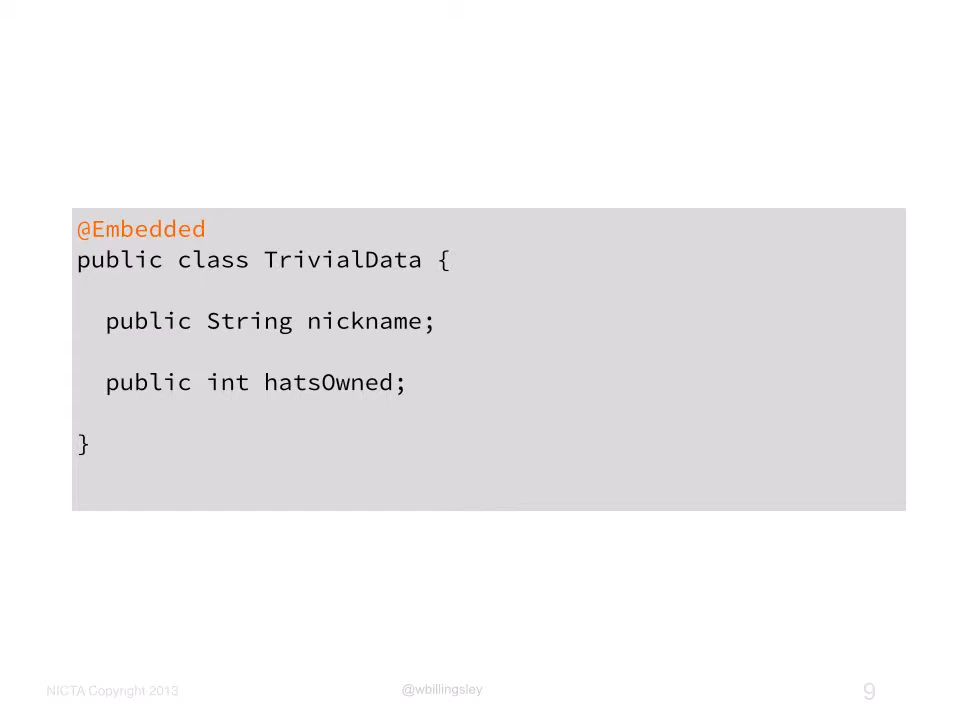 @Embedded
public class TrivialData {
public String nickname;
public int hatsOwned;
}
NICTA Copyright 2013
@wbillingsley
9